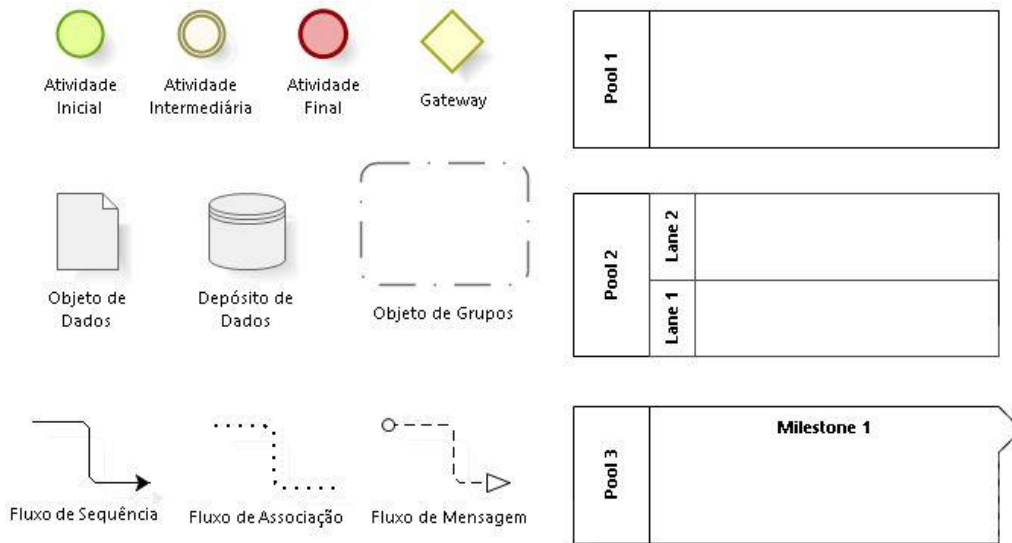 Atividade
Inicial
Atividade
Intermediária
Atividade
Final
Gateway
Pool 1
Objeto de
Dados
Depósito de
Dados
Objeto de Grupos
Pool 2
Lane 2
Lane 1
Fluxo de Sequência
Fluxo de Associação
Fluxo de Mensagem
Pool 3
Milestone 1